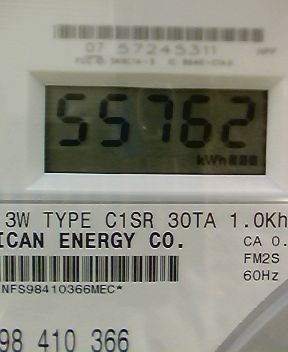 07 57245311
55762
kWh
3W TYPE C1SR 30TA 1.0Kh
ICAN ENERGY CO.
CA 0.
FM2S
60Hz
NFS98410366MEC*
98 410 366